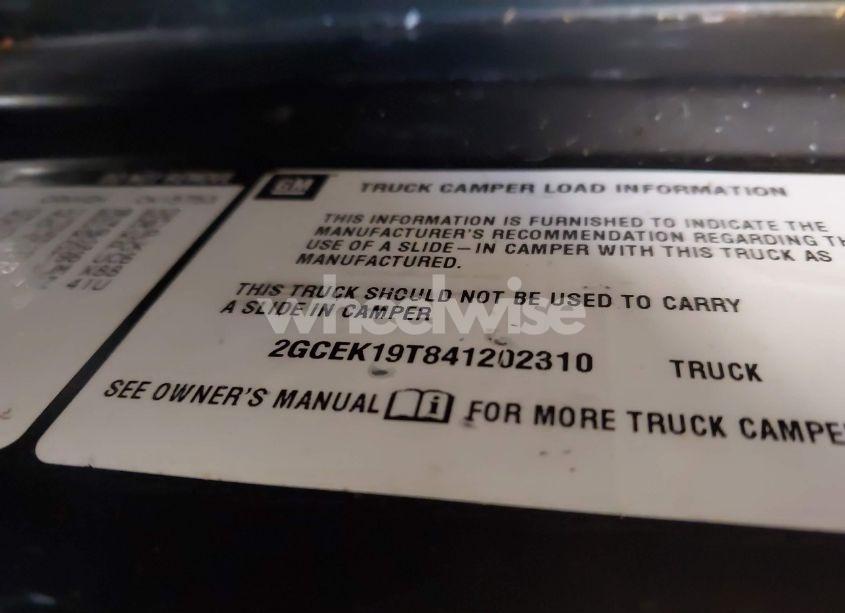 GM TRUCK CAMPER LOAD INFORMATION
THIS INFORMATION IS FURNISHED TO INDICATE THE
MANUFACTURER'S RECOMMENDATION REGARDING TH
USE OF A SLIDE-IN CAMPER WITH THIS TRUCK AS
MANUFACTURED.
THIS TRUCK SHOULD NOT BE USED TO CARRY
A SLIDE IN CAMPER
wheelwise
2GCEK19T841202310 TRUCK
SEE OWNER'S MANUAL i FOR MORE TRUCK CAMPE